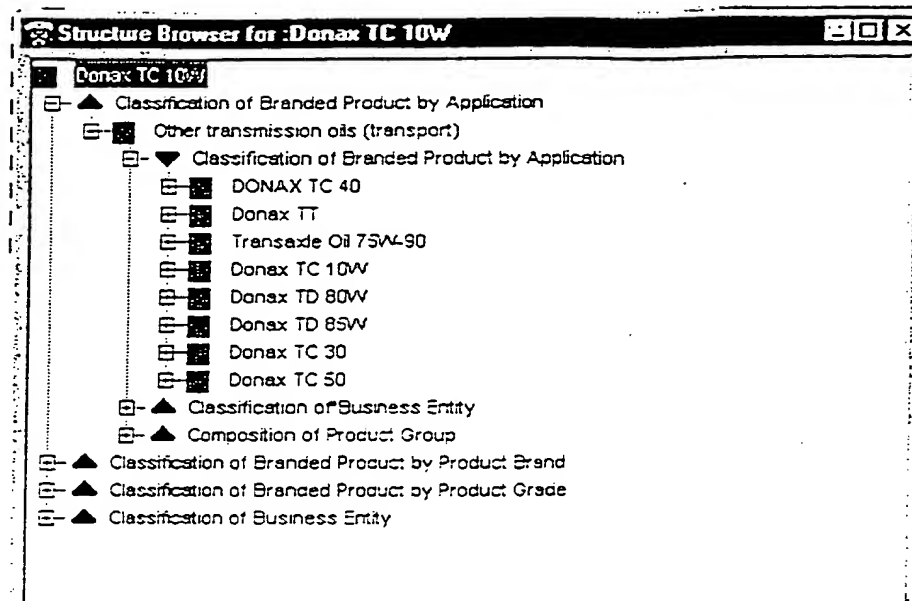 Structure Browser for :Donax TC 10W
Donax TC 10W
Classification of Branded Product by Application
Other transmission oils (transport)
Classification of Branded Product by Application
DONAX TC 40
Donax TT
Transaxle Oil 75W-90
Donax TC 10W
Donax TD 80W
Donax TD 85W
Donax TC 30
Donax TC 50
Classification of Business Entity
Composition of Product Group
Classification of Branded Product by Product Brand
Classification of Branded Product by Product Grade
Classification of Business Entity